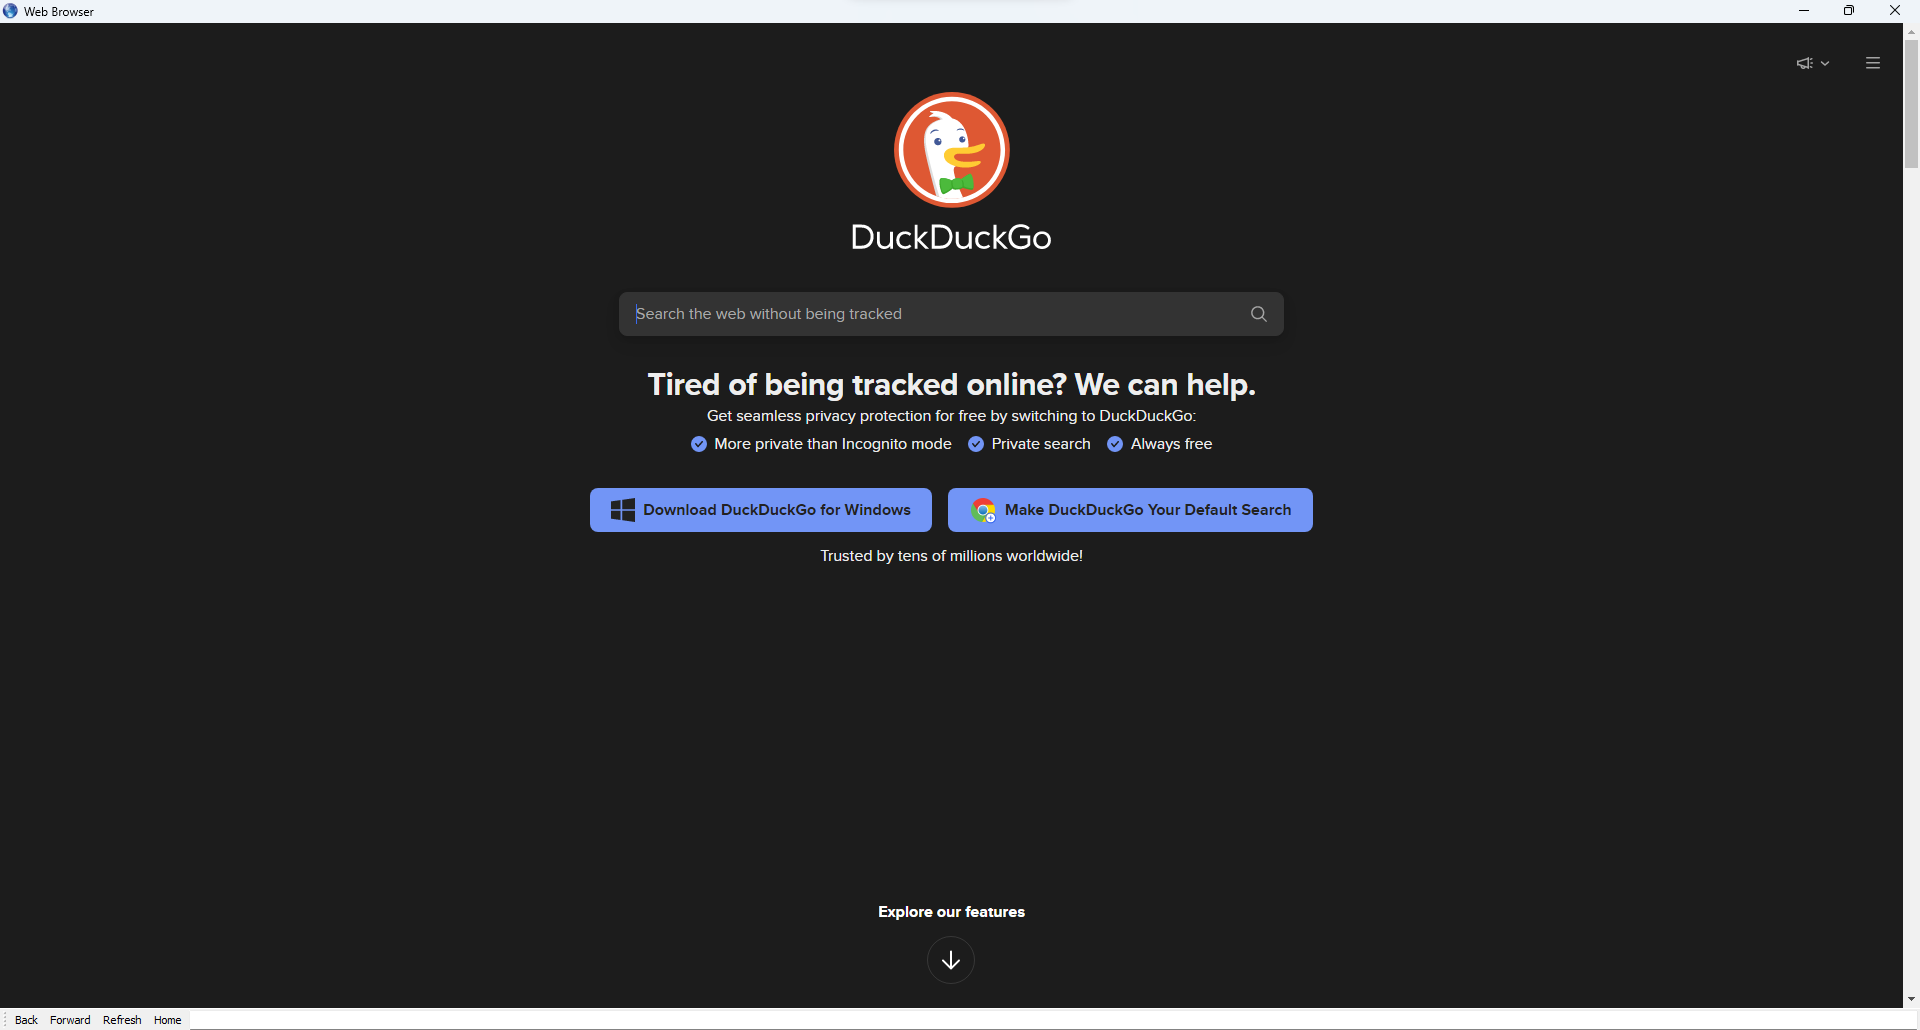 Web Browser
DuckDuckGo
Search the web without being tracked
Tired of being tracked online? We can help.
Get seamless privacy protection for free by switching to DuckDuckGo:
More private than Incognito mode Private search Always free
Download DuckDuckGo for Windows Make DuckDuckGo Your Default Search
Trusted by tens of millions worldwide!
Explore our features
Back Forward Refresh Home